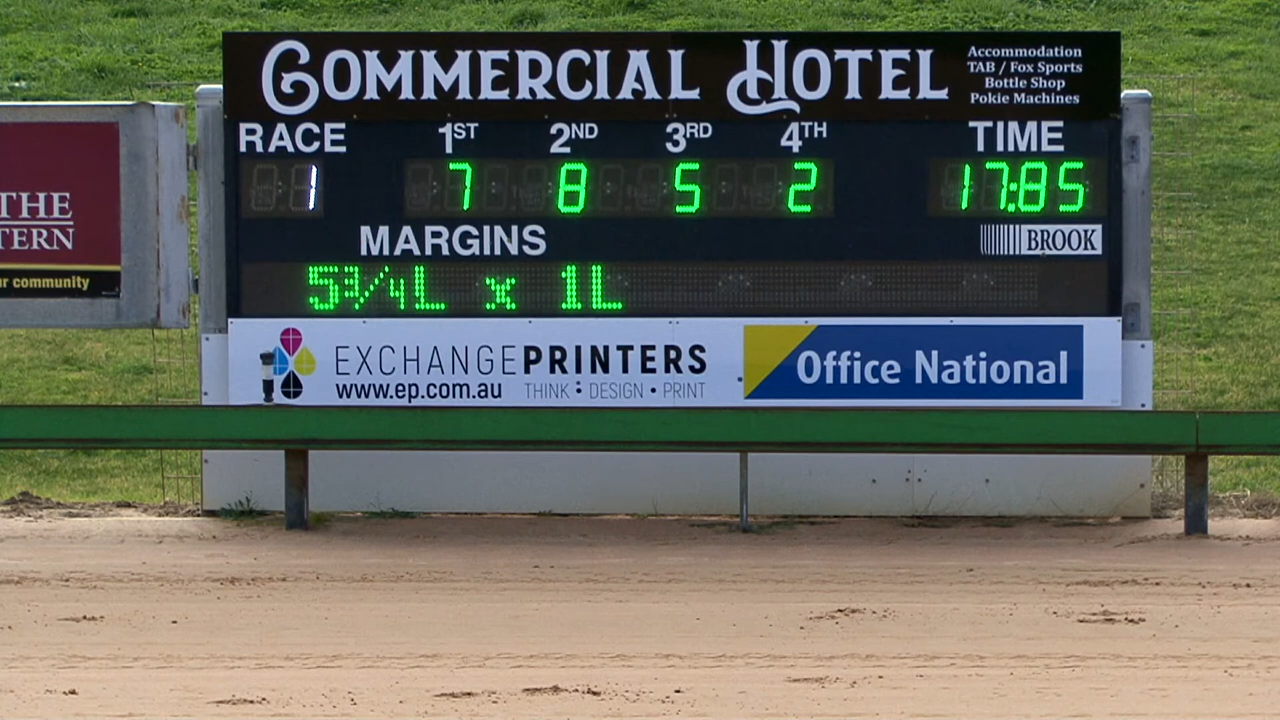 COMMERCIAL HOTEL
Accommodation
TAB / Fox Sports
Bottle Shop
Pokie Machines
RACE 1ST 2ND 3RD 4TH TIME
1 7 8 5 2 17:85
MARGINS
BROOK
5¾L x 1L
THE
TERN
r community
EXCHANGEPRINTERS
www.ep.com.au THINK • DESIGN • PRINT
Office National